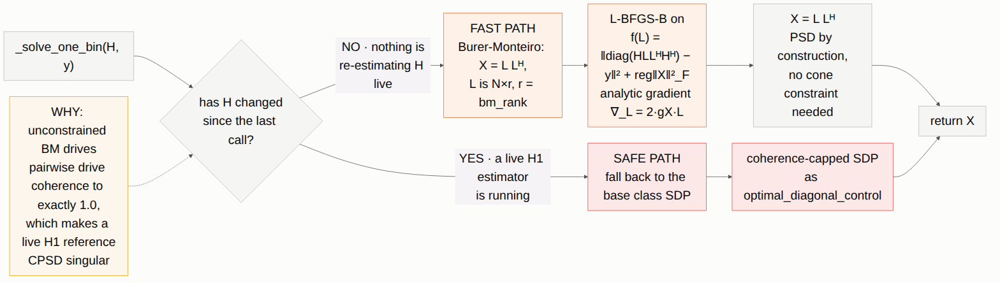 _solve_one_bin(H,
y)
WHY:
unconstrained
BM drives
pairwise drive
coherence to
exactly 1.0,
which makes a
live H1 reference
CPSD singular
has H changed
since the last
call?
NO · nothing is
re-estimating H
live
FAST PATH
Burer-Monteiro:
X = L Lᴴ,
L is N×r, r =
bm_rank
L-BFGS-B on
f(L) =
‖diag(HLLᴴHᴴ) −
y‖² + reg‖X‖²_F
analytic gradient
∇_L = 2·gX·L
X = L Lᴴ
PSD by
construction,
no cone
constraint
needed
YES · a live H1
estimator
is running
SAFE PATH
fall back to the
base class SDP
coherence-capped SDP
as
optimal_diagonal_control
return X